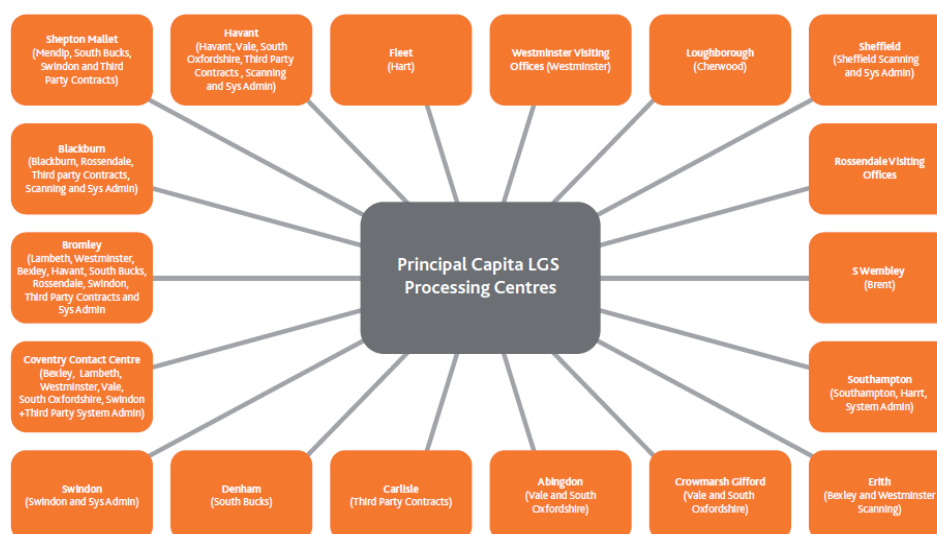 Shepton Mallet
(Mendip, South Bucks,
Swindon and Third
Party Contracts)
Havant
(Havant, Vale, South
Oxfordshire, Third Party
Contracts , Scanning
and Sys Admin)
Fleet
(Hart)
Westminster Visiting
Offices (Westminster)
Loughborough
(Cherwood)
Sheffield
(Sheffield Scanning
and Sys Admin)
Blackburn
(Blackburn, Rossendale,
Third party Contracts,
Scanning and Sys Admin)
Rossendale Visiting
Offices
Principal Capita LGS
Processing Centres
Bromley
(Lambeth, Westminster,
Bexley, Havant, South Bucks,
Rossendale, Swindon,
Third Party Contracts and
Sys Admin
S Wembley
(Brent)
Coventry Contact Centre
(Bexley, Lambeth,
Westminster, Vale,
South Oxfordshire, Swindon
+Third Party System Admin)
Southampton
(Southampton, Harrt,
System Admin)
Swindon
(Swindon and Sys Admin)
Denham
(South Bucks)
Carlisle
(Third Party Contracts)
Abingdon
(Vale and South
Oxfordshire)
Crowmarsh Gifford
(Vale and South
Oxfordshire)
Erith
(Bexley and Westminster
Scanning)